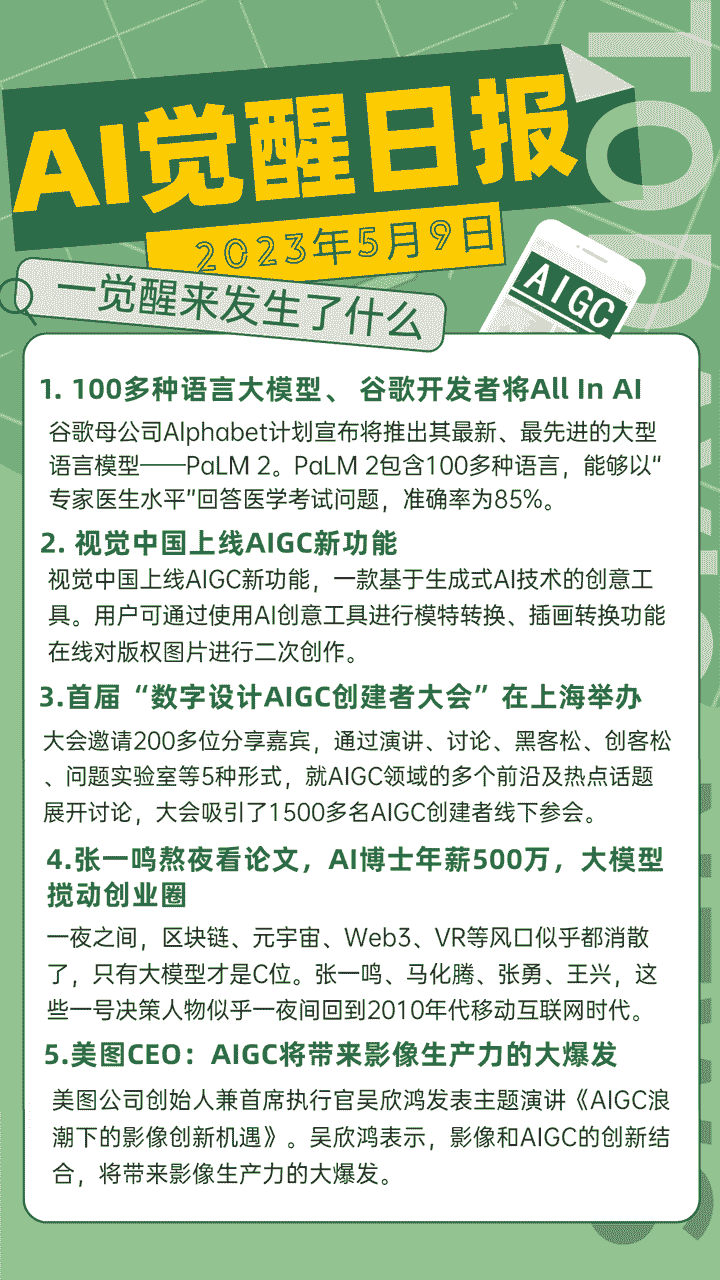 AI觉醒日报
2023年5月9日
一觉醒来发生了什么
AIGC
1. 100多种语言大模型、 谷歌开发者将All In AI
谷歌母公司Alphabet计划宣布将推出其最新、最先进的大型
语言模型——PaLM 2。PaLM 2包含100多种语言，能够以“
专家医生水平”回答医学考试问题，准确率为85%。
2. 视觉中国上线AIGC新功能
视觉中国上线AIGC新功能，一款基于生成式AI技术的创意工
具。用户可通过使用AI创意工具进行模特转换、插画转换功能
在线对版权图片进行二次创作。
3.首届“数字设计AIGC创建者大会”在上海举办
大会邀请200多位分享嘉宾，通过演讲、讨论、黑客松、创客松
、问题实验室等5种形式，就AIGC领域的多个前沿及热点话题
展开讨论，大会吸引了1500多名AIGC创建者线下参会。
4.张一鸣熬夜看论文，AI博士年薪500万，大模型
搅动创业圈
一夜之间，区块链、元宇宙、Web3、VR等风口似乎都消散
了，只有大模型才是C位。张一鸣、马化腾、张勇、王兴，这
些一号决策人物似乎一夜间回到2010年代移动互联网时代。
5.美图CEO：AIGC将带来影像生产力的大爆发
美图公司创始人兼首席执行官吴欣鸿发表主题演讲《AIGC浪
潮下的影像创新机遇》。吴欣鸿表示，影像和AIGC的创新结
合，将带来影像生产力的大爆发。